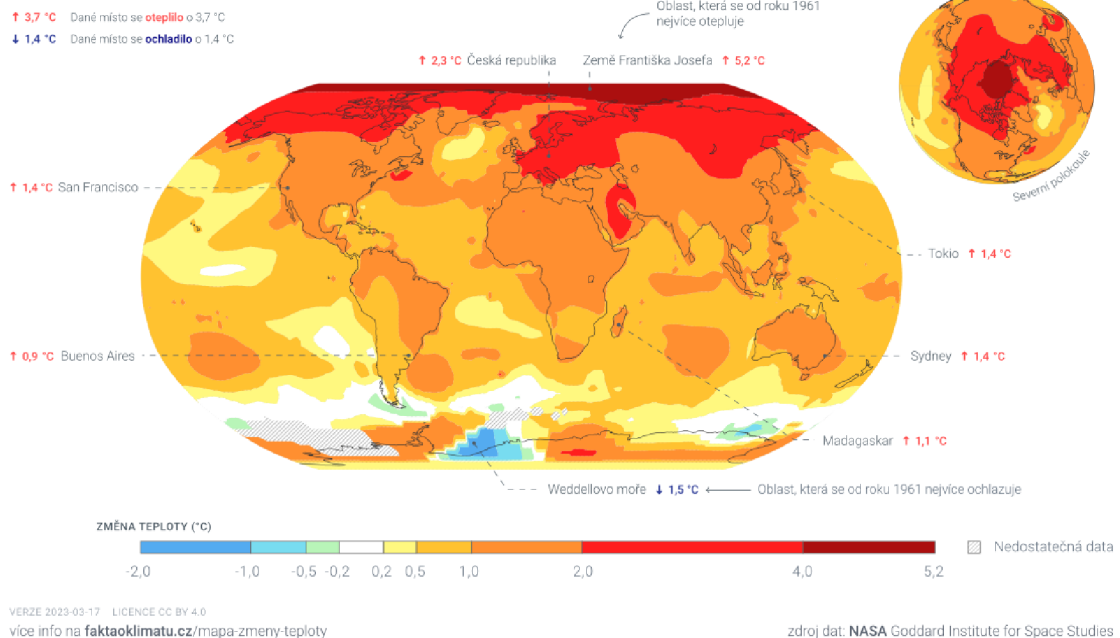 ↑ 3,7 °C Dané místo se oteplilo o 3,7 °C
↓ 1,4 °C Dané místo se ochladilo o 1,4 °C
Oblast, která se od roku 1961
nejvíce otepluje
↑ 2,3 °C Česká republika
Země Františka Josefa ↑ 5,2 °C
Severní polokoule
↑ 1,4 °C San Francisco
Tokio ↑ 1,4 °C
↑ 0,9 °C Buenos Aires
Sydney ↑ 1,4 °C
Madagaskar ↑ 1,1 °C
Weddellovo moře ↓ 1,5 °C
Oblast, která se od roku 1961 nejvíce ochlazuje
ZMĚNA TEPLOTY (°C)
-2,0 -1,0 -0,5 -0,2 0,2 0,5 1,0 2,0 4,0 5,2
Nedostatečná data
VERZE 2023-03-17 LICENCE CC BY 4.0
více info na faktaoklimatu.cz/mapa-zmeny-teploty
zdroj dat: NASA Goddard Institute for Space Studies